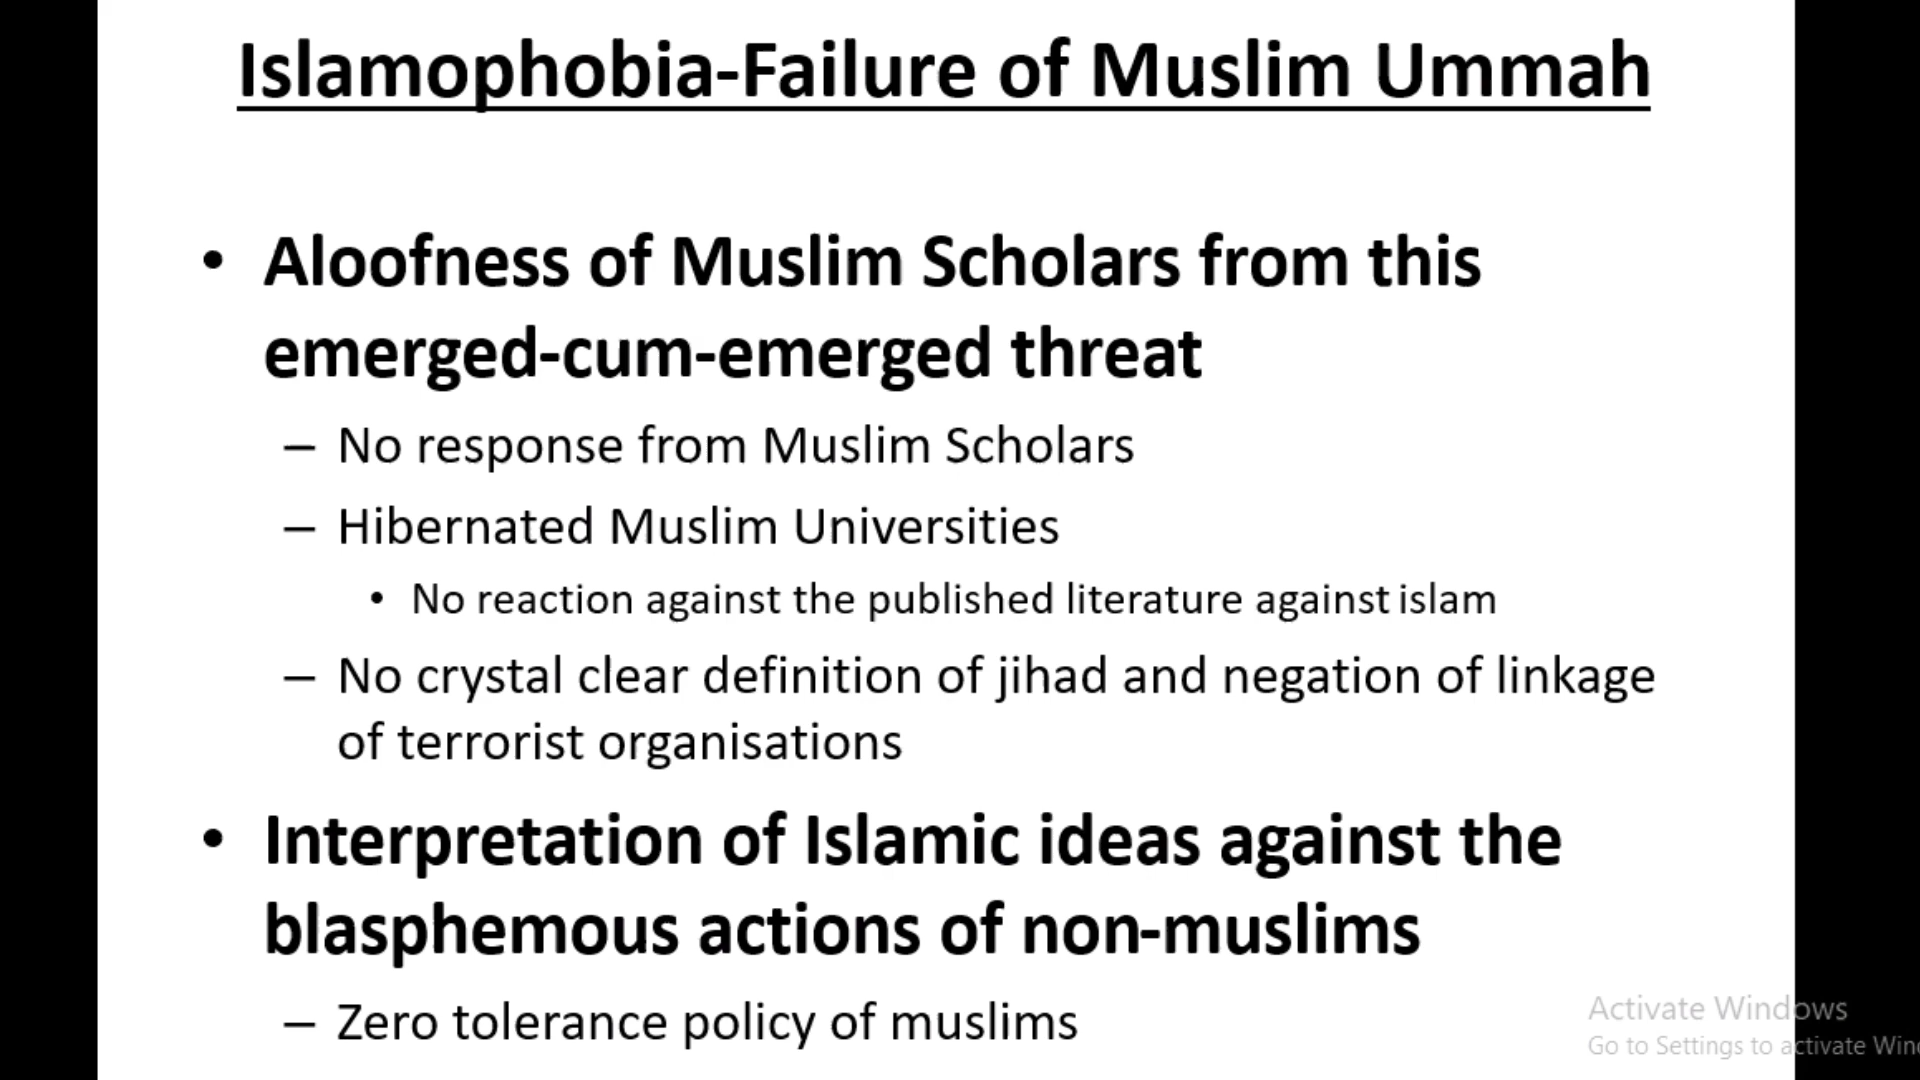 Islamophobia-Failure of Muslim Ummah
• Aloofness of Muslim Scholars from this
emerged-cum-emerged threat
– No response from Muslim Scholars
– Hibernated Muslim Universities
• No reaction against the published literature against islam
– No crystal clear definition of jihad and negation of linkage
of terrorist organisations
• Interpretation of Islamic ideas against the
blasphemous actions of non-muslims
– Zero tolerance policy of muslims
Activate Windows
Go to Settings to activate Win